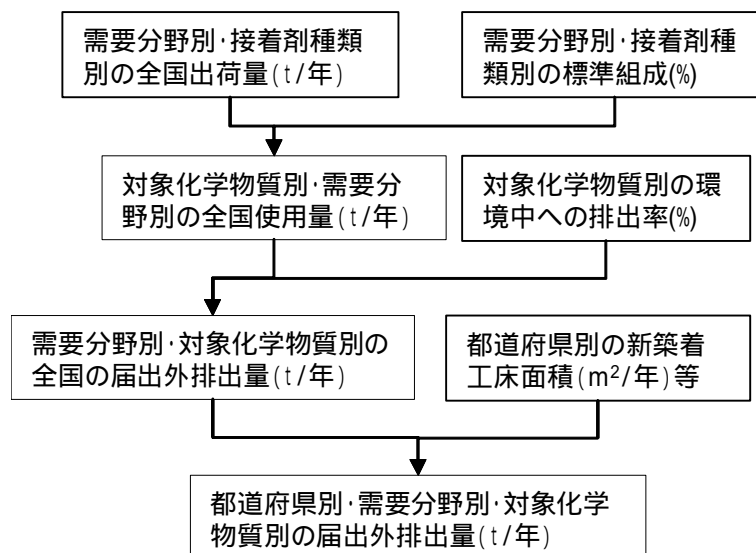 需要分野別·接着剤種類
別の全国出荷量(t/年)
需要分野別·接着剤種
類別の標準組成(%)
対象化学物質別·需要分
野別の全国使用量(t/年)
対象化学物質別の環
境中への排出率(%)
需要分野別·対象化学物質別の
全国の届出外排出量(t/年)
都道府県別の新築着
工床面積(m²/年)等
都道府県別·需要分野別·対象化学
物質別の届出外排出量(t/年)